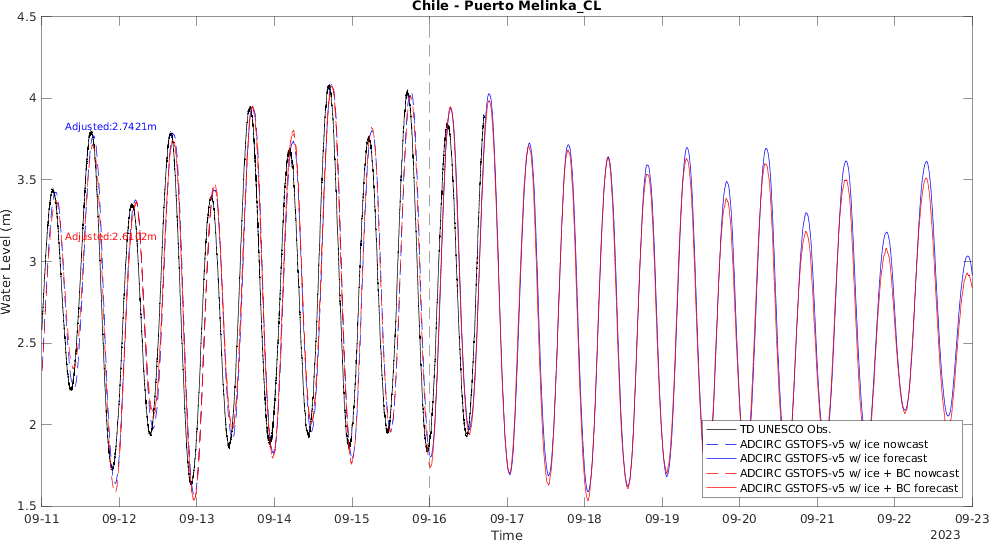 Chile - Puerto Melinka_CL
4.5
4
3.5
3
2.5
2
1.5
Water Level (m)
Adjusted:2.7421m
Adjusted:2.6102m
TD UNESCO Obs.
ADCIRC GSTOFS-v5 w/ ice nowcast
ADCIRC GSTOFS-v5 w/ ice forecast
ADCIRC GSTOFS-v5 w/ ice + BC nowcast
ADCIRC GSTOFS-v5 w/ ice + BC forecast
09-11 09-12 09-13 09-14 09-15 09-16 09-17 09-18 09-19 09-20 09-21 09-22 09-23
Time
2023